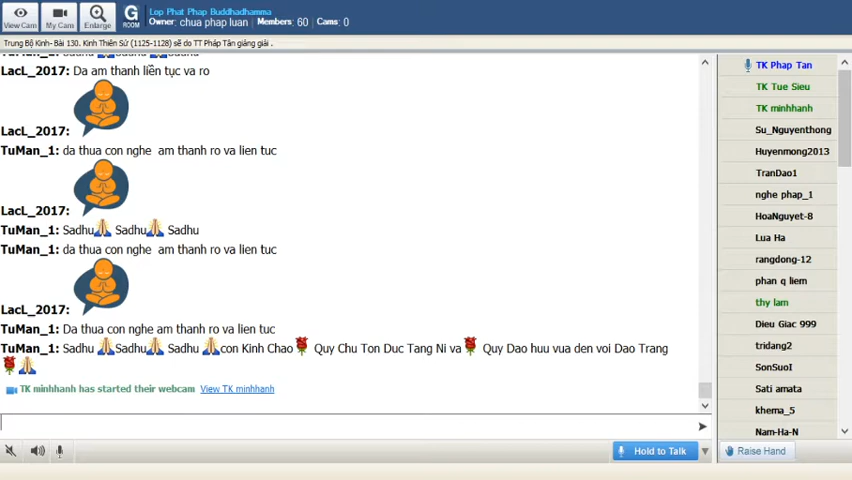 View Cam
My Cam
Enlarge
G
ROOM
Lop Phat Phap Buddhadhamma
Owner: chua phap luan
Members: 60
Cams: 0
Trung Bộ Kinh- Bài 130. Kinh Thiên Sứ (1125-1128) sẽ do TT Pháp Tân giảng giải .
LacL_2017: Da am thanh liền tục va ro
LacL_2017:
TuMan_1: da thua con nghe am thanh ro va lien tuc
LacL_2017:
TuMan_1: Sadhu Sadhu Sadhu
TuMan_1: da thua con nghe am thanh ro va lien tuc
LacL_2017:
TuMan_1: Da thua con nghe am thanh ro va lien tuc
TuMan_1: Sadhu Sadhu Sadhu con Kinh Chao Quy Chu Ton Duc Tang Ni va Quy Dao huu vua den voi Dao Trang
TK minhhanh has started their webcam View TK minhhanh
TK Phap Tan
TK Tue Sieu
TK minhhanh
Su_Nguyenthong
Huyenmong2013
TranDao1
nghe phap_1
HoaNguyet-8
Lua Ha
rangdong-12
phan q liem
thy lam
Dieu Giac 999
tridang2
SonSuoI
Sati amata
khema_5
Nam-Ha-N
Hold to Talk
Raise Hand